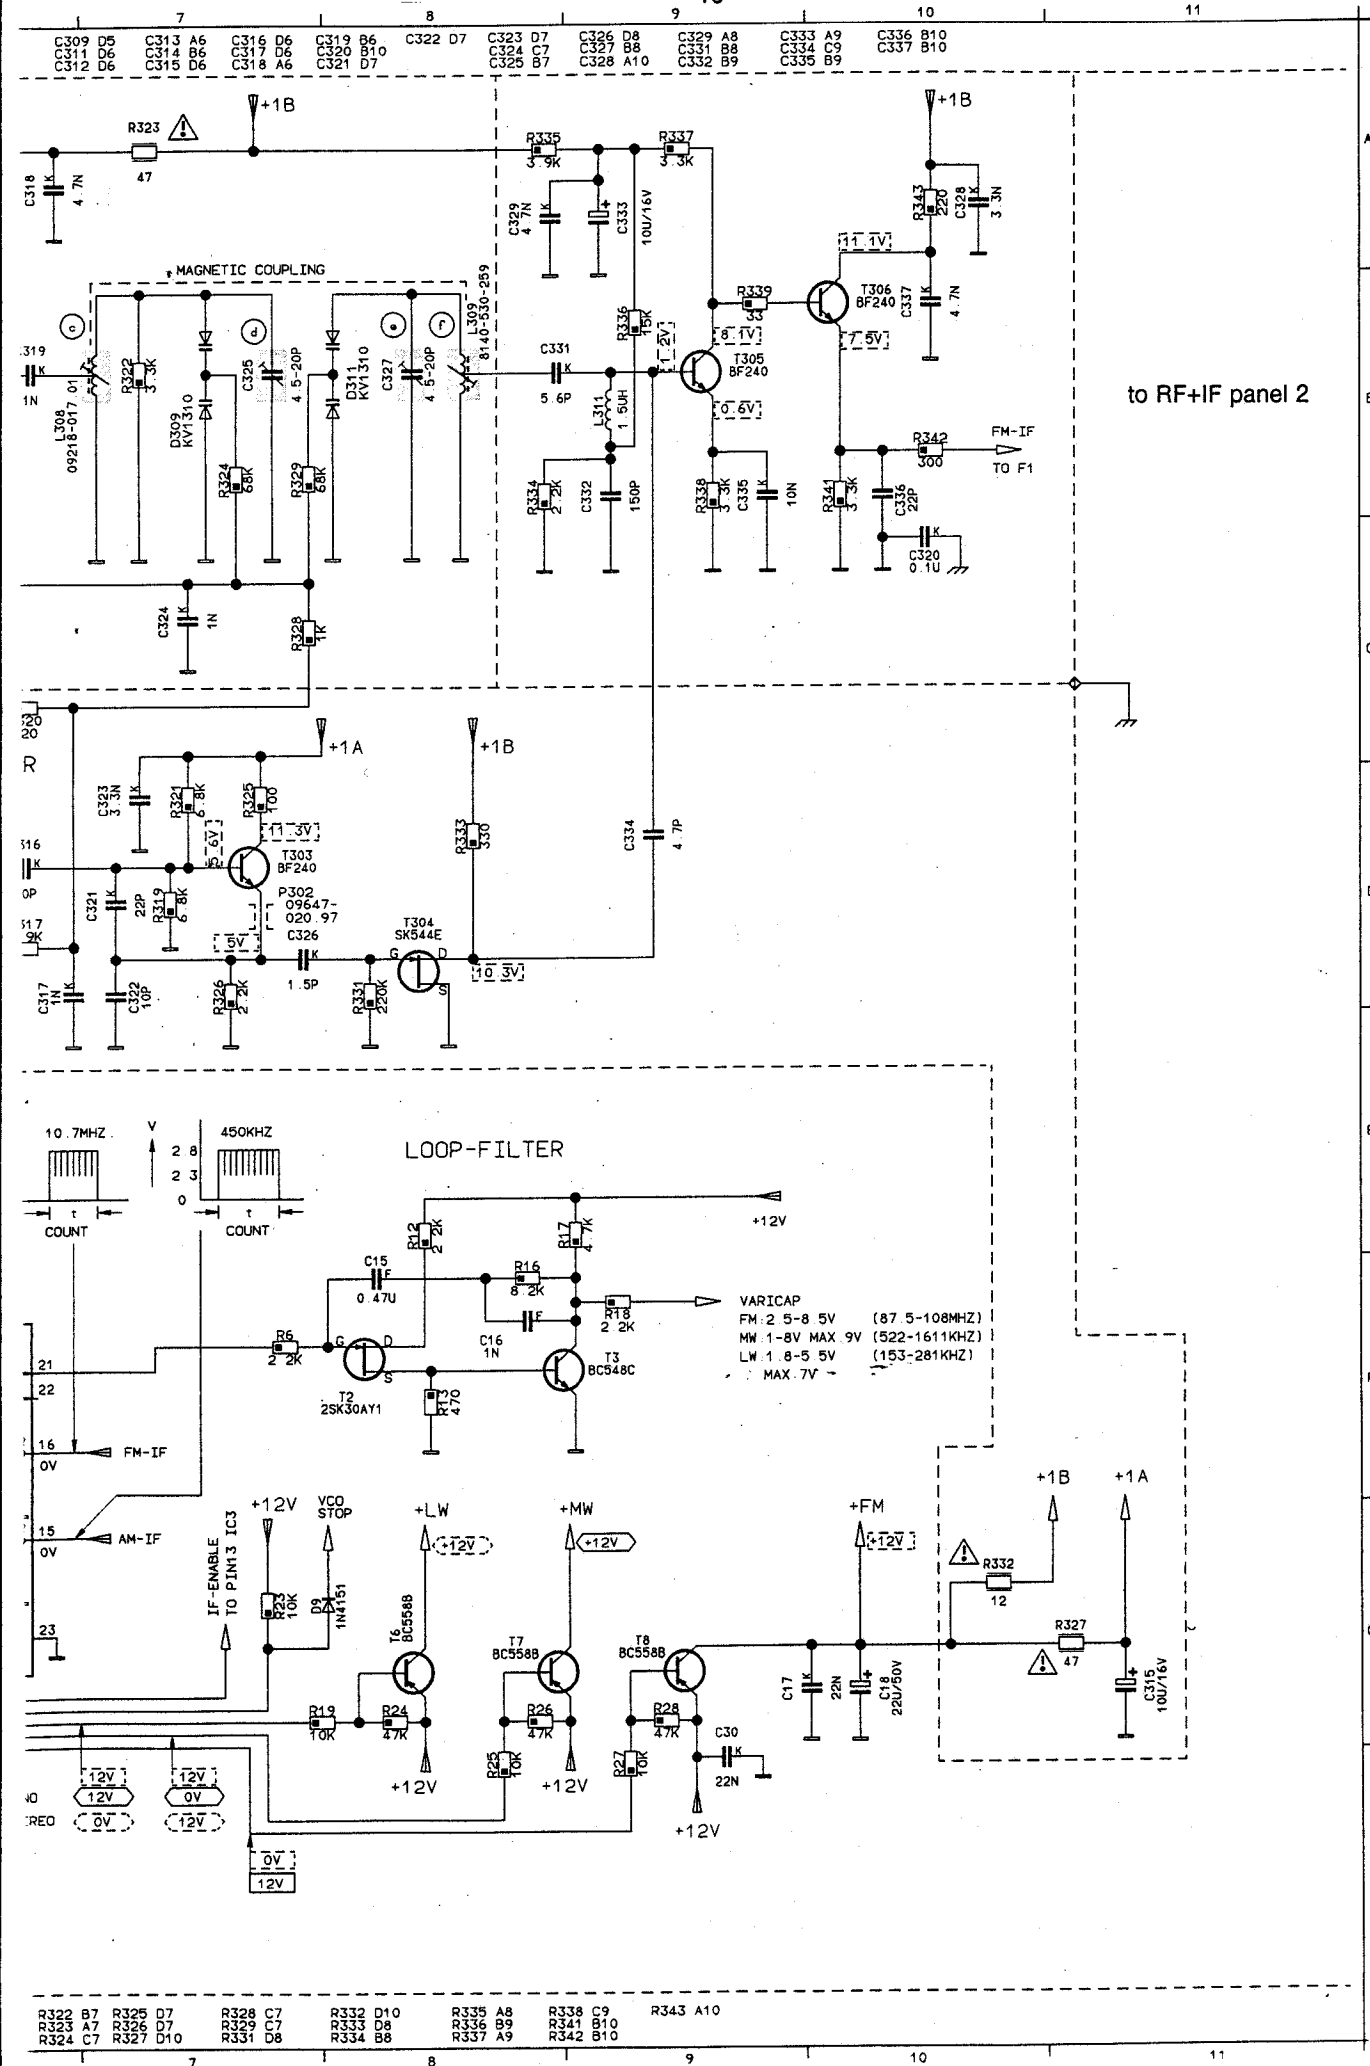 7 8 9 10 11
C309 D5 C313 A6 C316 D6 C319 B6 C322 D7 C323 D7 C326 D8 C329 A8 C333 A9 C336 B10
C311 D6 C314 B6 C317 D6 C320 B10 C324 C7 C327 B8 C331 B8 C334 C9 C337 B10
C312 D6 C315 D6 C318 A6 C321 D7 C325 B7 C328 A10 C332 B9 C335 B9
+1B
R323
47
C318
4.7N
K
R335
3.9K
R337
3.3K
C329
4.7N
K
C333
10U/16V
+
+1B
R343
220
C328
3.3N
K
11.1V
MAGNETIC COUPLING
c
d
e
f
L309
8140-530-259
319
K
1N
L308
09218-017.01
R322
3.3K
D309
KV1310
C325
4.5-20P
D311
KV1310
C327
4.5-20P
R324
68K
R329
68K
C331
K
5.6P
L311
1.5UH
R336
15K
1.2V
8.1V
T305
BF240
0.6V
R339
33
T306
BF240
7.5V
C337
4.7N
K
to RF+IF panel 2
R334
2.2K
C332
150P
R338
3.3K
C335
10N
K
R341
3.3K
C336
22P
R342
300
FM-IF
TO F1
C320
0.1U
K
C324
1N
K
R328
1K
320
20
R
+1A
+1B
C323
3.3N
K
R321
6.8K
R325
100
5.6V
11.3V
T303
BF240
R333
330
C334
4.7P
316
K
0P
C321
K
22P
R319
6.8K
P302
09647-
020.97
317
9K
5V
C326
K
1.5P
T304
SK544E
G
D
S
10.3V
C317
1N
K
C322
10P
R326
2.2K
R331
220K
10.7MHZ
V
2.8
2.3
0
450KHZ
t
COUNT
t
COUNT
LOOP-FILTER
R12
2.2K
R17
4.7K
+12V
C15
F
0.47U
R16
8.2K
C16
1N
F
R18
2.2K
VARICAP
FM:2.5-8.5V (87.5-108MHZ)
MW:1-8V MAX.9V (522-1611KHZ)
LW:1.8-5.5V (153-281KHZ)
MAX.7V
21
22
R6
2.2K
G
D
S
T2
2SK30AY1
R13
470
T3
BC548C
16
0V
FM-IF
15
0V
AM-IF
23
IF-ENABLE
TO PIN13 IC3
+12V
R23
10K
VCO
STOP
D9
1N4151
+LW
+12V
T6
BC558B
+MW
+12V
T7
BC558B
T8
BC558B
+FM
+12V
+1B
+1A
R332
12
R327
47
C17
22N
K
C18
22U/50V
+
C315
10U/16V
+
R19
10K
R24
47K
+12V
R25
10K
R26
47K
+12V
R27
10K
R28
47K
C30
K
22N
+12V
12V
12V
NO
12V
0V
EREO
0V
12V
0V
12V
R322 B7 R325 D7 R328 C7 R332 D10 R335 A8 R338 C9 R343 A10
R323 A7 R326 D7 R329 C7 R333 D8 R336 B9 R341 B10
R324 C7 R327 D10 R331 D8 R334 B8 R337 A9 R342 B10
7 8 9 10 11